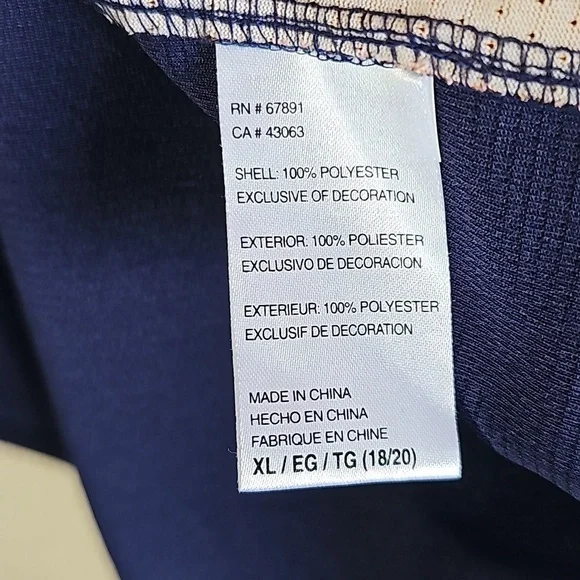 RN # 67891
CA # 43063
SHELL: 100% POLYESTER
EXCLUSIVE OF DECORATION
EXTERIOR: 100% POLIESTER
EXCLUSIVO DE DECORACION
EXTERIEUR: 100% POLYESTER
EXCLUSIF DE DECORATION
MADE IN CHINA
HECHO EN CHINA
FABRIQUE EN CHINE
XL / EG / TG (18/20)